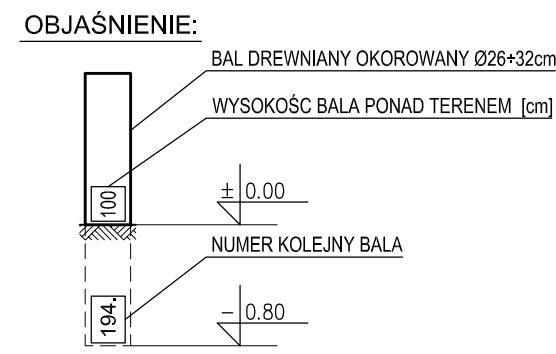 OBJAŚNIENIE:
BAL DREWNIANY OKOROWANY Ø26÷32cm
WYSOKOŚC BALA PONAD TERENEM [cm]
100
± 0.00
NUMER KOLEJNY BALA
194.
− 0.80